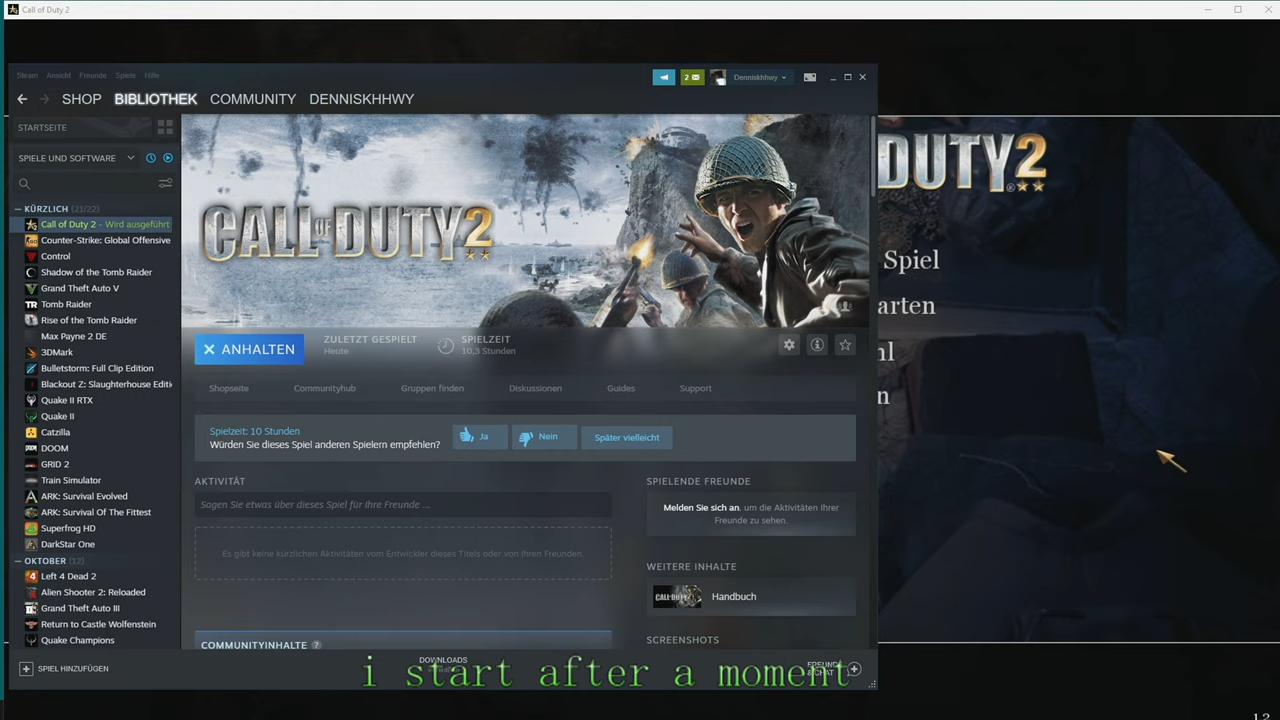 Call of Duty 2
Steam Ansicht Freunde Spiele Hilfe
2
Denniskhhwy
SHOP BIBLIOTHEK COMMUNITY DENNISKHHWY
STARTSEITE
SPIELE UND SOFTWARE
KÜRZLICH (21/22)
Call of Duty 2 - Wird ausgeführt
Counter-Strike: Global Offensive
Control
Shadow of the Tomb Raider
Grand Theft Auto V
Tomb Raider
Rise of the Tomb Raider
Max Payne 2 DE
3DMark
Bulletstorm: Full Clip Edition
Blackout Z: Slaughterhouse Editi
Quake II RTX
Quake II
Catzilla
DOOM
GRID 2
Train Simulator
ARK: Survival Evolved
ARK: Survival Of The Fittest
Superfrog HD
DarkStar One
OKTOBER (12)
Left 4 Dead 2
Alien Shooter 2: Reloaded
Grand Theft Auto III
Return to Castle Wolfenstein
Quake Champions
SPIEL HINZUFÜGEN
CALL OF DUTY 2
ANHALTEN
ZULETZT GESPIELT
Heute
SPIELZEIT
10,3 Stunden
Shopseite Communityhub Gruppen finden Diskussionen Guides Support
Spielzeit: 10 Stunden
Würden Sie dieses Spiel anderen Spielern empfehlen?
Ja Nein Später vielleicht
AKTIVITÄT
Sagen Sie etwas über dieses Spiel für Ihre Freunde ...
Es gibt keine kürzlichen Aktivitäten vom Entwickler dieses Titels oder von Ihren Freunden.
COMMUNITYINHALTE ?
SPIELENDE FREUNDE
Melden Sie sich an, um die Aktivitäten Ihrer
Freunde zu sehen.
WEITERE INHALTE
Handbuch
SCREENSHOTS
DOWNLOADS
i start after a moment
DUTY 2
Spiel
arten
hl
n